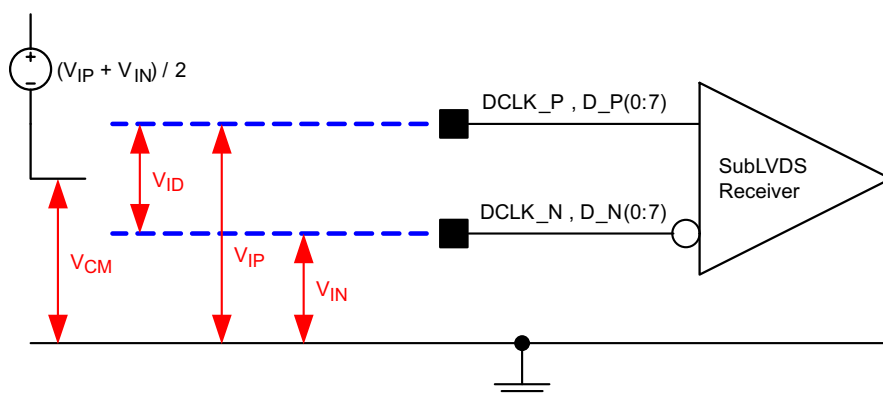 +
−
(VIP + VIN) / 2
DCLK_P , D_P(0:7)
SubLVDS
Receiver
VID
DCLK_N , D_N(0:7)
VCM
VIP
VIN